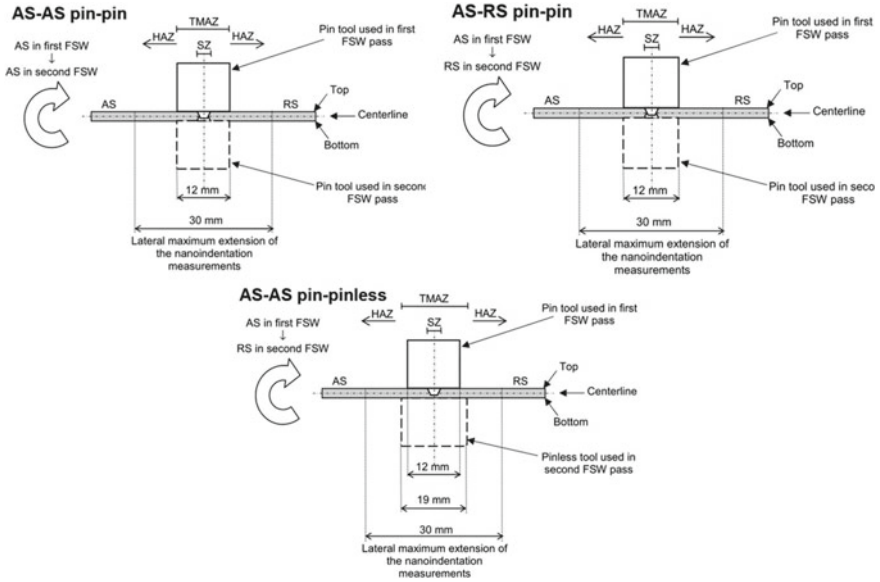 AS-AS pin-pin
TMAZ
HAZ
HAZ
SZ
AS in first FSW
↓
AS in second FSW
Pin tool used in first
FSW pass
AS
RS
Top
Centerline
Bottom
12 mm
Pin tool used in second
FSW pass
30 mm
Lateral maximum extension of
the nanoindentation
measurements
AS-RS pin-pin
TMAZ
HAZ
HAZ
SZ
AS in first FSW
↓
RS in second FSW
Pin tool used in first
FSW pass
AS
RS
Top
Centerline
Bottom
12 mm
Pin tool used in seco
FSW pass
30 mm
Lateral maximum extension of
the nanoindentation
measurements
AS-AS pin-pinless
TMAZ
HAZ
HAZ
SZ
AS in first FSW
↓
RS in second FSW
Pin tool used in first
FSW pass
AS
RS
Top
Centerline
Bottom
Pinless tool used in
second FSW pass
12 mm
19 mm
30 mm
Lateral maximum extension of
the nanoindentation
measurements